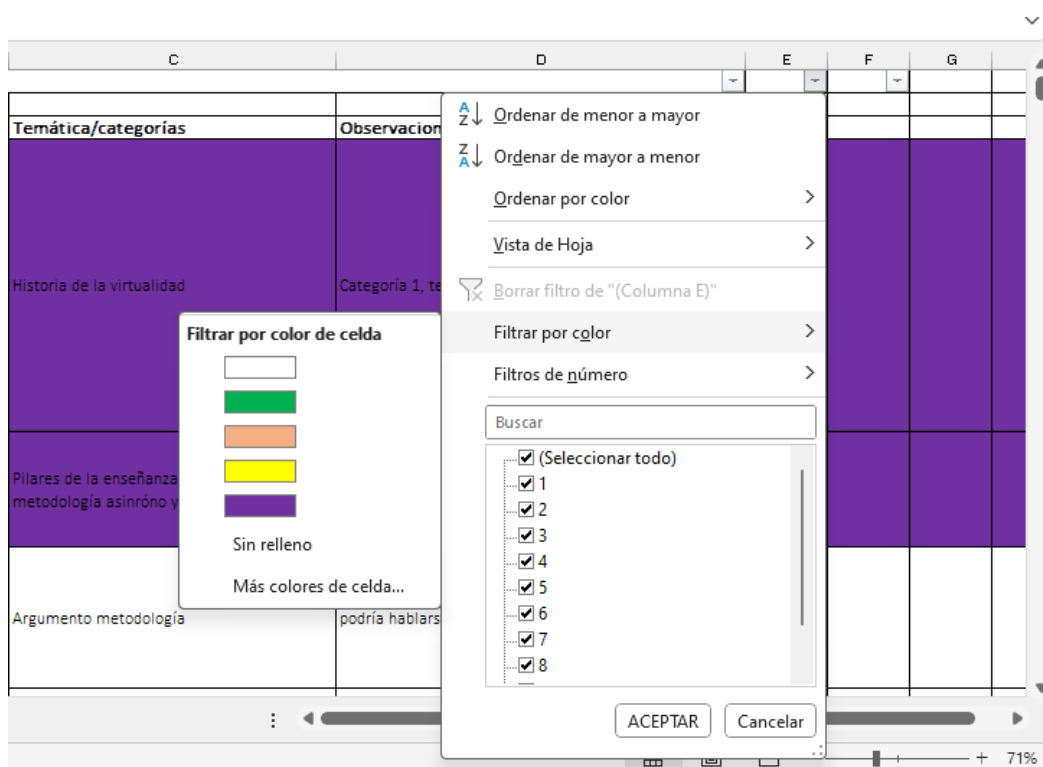 C D E F G
Temática/categorías
Observacion
Historia de la virtualidad
Categoría 1, te
Pilares de la enseñanza
metodología asinróno y
Argumento metodología
podría hablars
Ordenar de menor a mayor
Ordenar de mayor a menor
Ordenar por color
Vista de Hoja
Borrar filtro de "(Columna E)"
Filtrar por color
Filtros de número
Buscar
(Seleccionar todo)
1
2
3
4
5
6
7
8
ACEPTAR
Cancelar
Filtrar por color de celda
Sin relleno
Más colores de celda...
71%